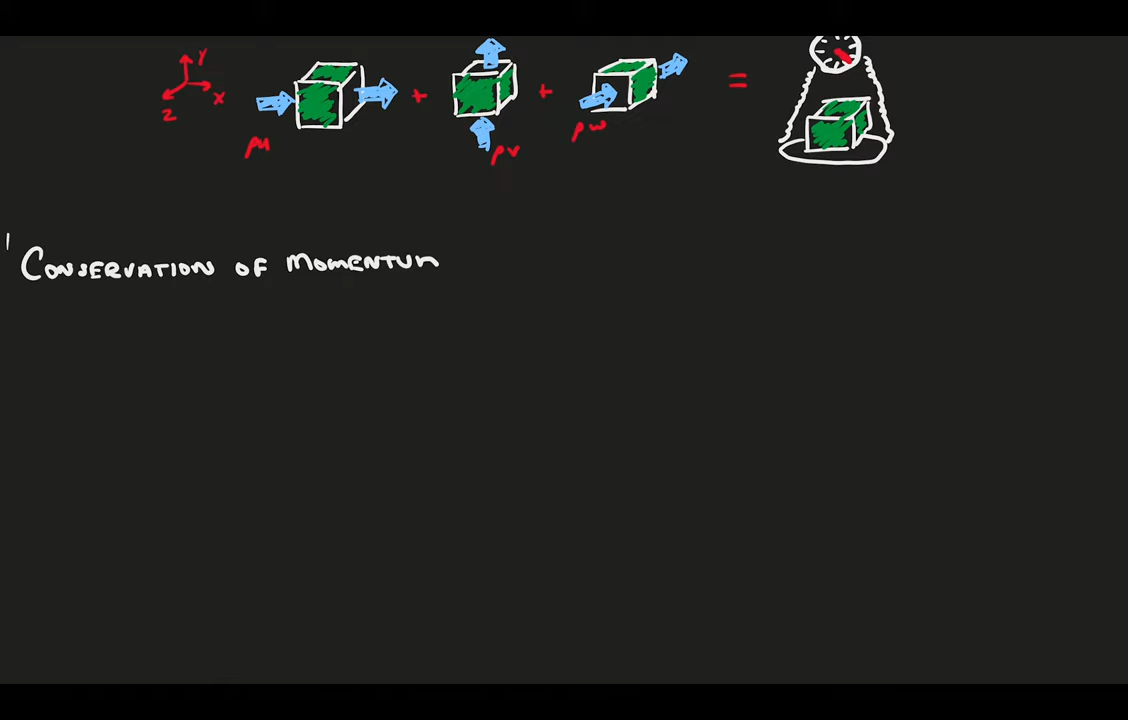 Y
X
Z
+ + =
ρu
ρv
ρw
CONSERVATION OF MOMENTUM